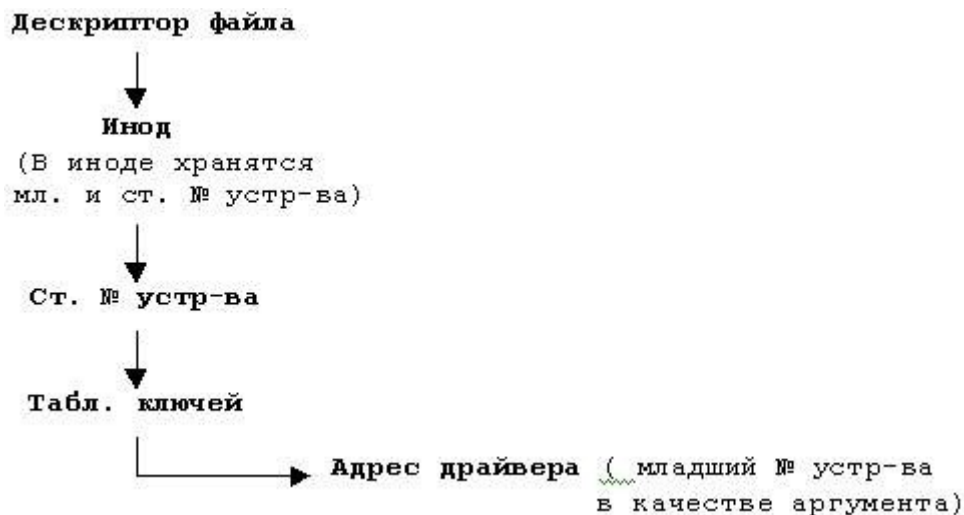 Дескриптор файла
Инод
(В иноде хранятся
мл. и ст. № устр-ва)
Ст. № устр-ва
Табл. ключей
Адрес драйвера ( младший № устр-ва
в качестве аргумента)